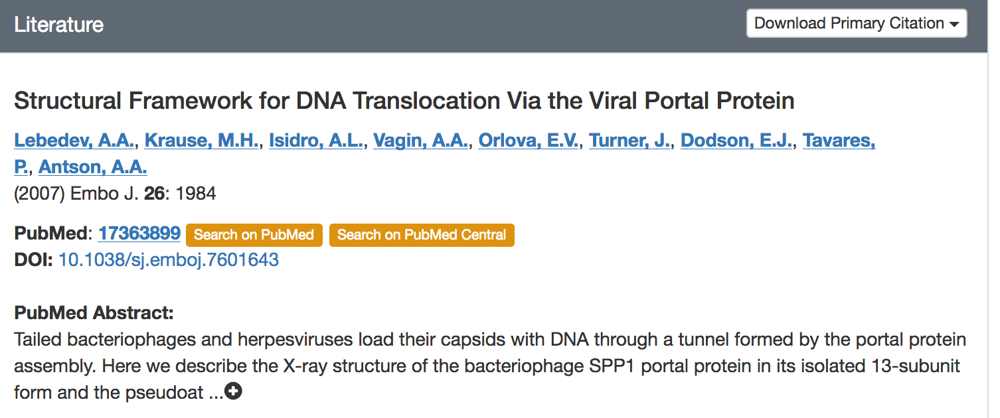 Literature
Download Primary Citation
Structural Framework for DNA Translocation Via the Viral Portal Protein
Lebedev, A.A., Krause, M.H., Isidro, A.L., Vagin, A.A., Orlova, E.V., Turner, J., Dodson, E.J., Tavares,
P., Antson, A.A.
(2007) Embo J. 26: 1984
PubMed: 17363899 Search on PubMed Search on PubMed Central
DOI: 10.1038/sj.emboj.7601643
PubMed Abstract:
Tailed bacteriophages and herpesviruses load their capsids with DNA through a tunnel formed by the portal protein
assembly. Here we describe the X-ray structure of the bacteriophage SPP1 portal protein in its isolated 13-subunit
form and the pseudoat ...